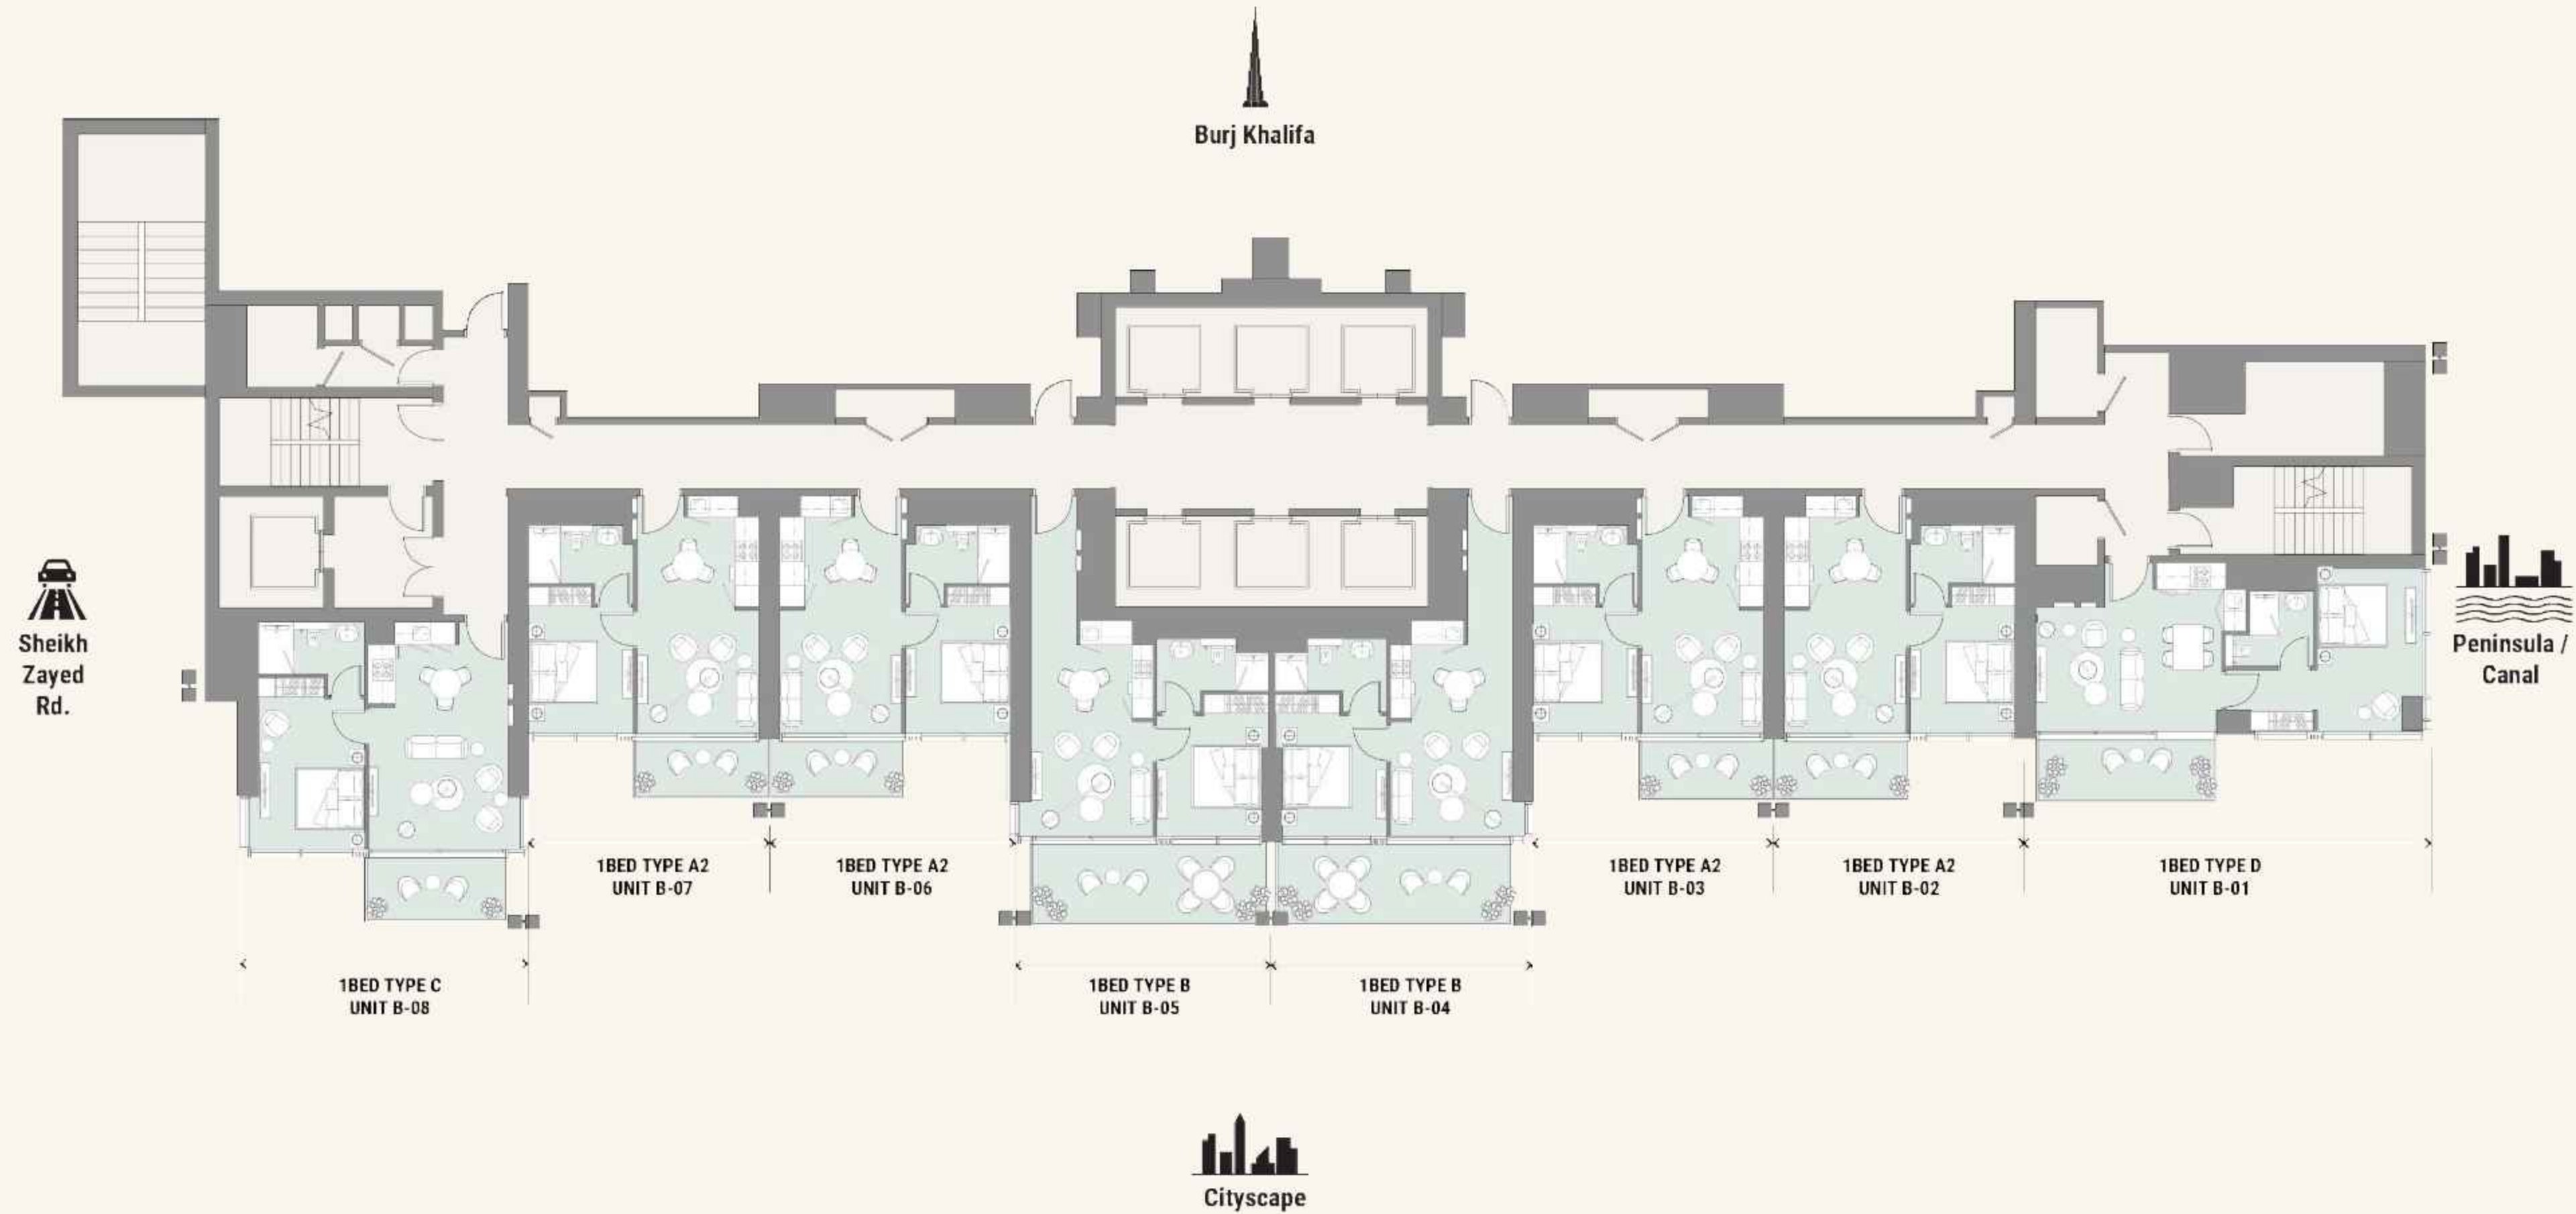 Burj Khalifa
Sheikh
Zayed
Rd.
Peninsula /
Canal
1BED TYPE A2
UNIT B-07
1BED TYPE A2
UNIT B-06
1BED TYPE A2
UNIT B-03
1BED TYPE A2
UNIT B-02
1BED TYPE D
UNIT B-01
1BED TYPE C
UNIT B-08
1BED TYPE B
UNIT B-05
1BED TYPE B
UNIT B-04
Cityscape